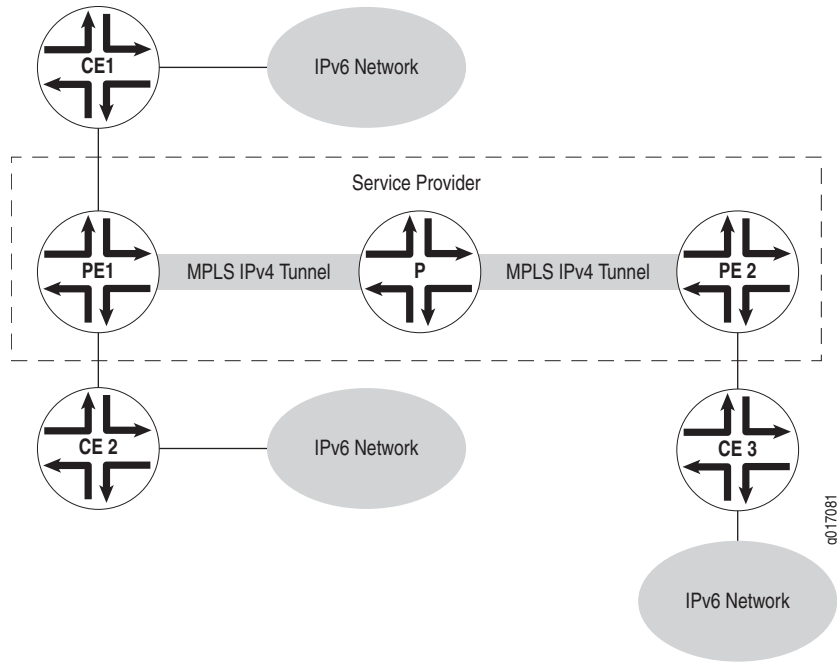 CE1
IPv6 Network
Service Provider
PE1
MPLS IPv4 Tunnel
P
MPLS IPv4 Tunnel
PE 2
CE 2
IPv6 Network
CE 3
g017081
IPv6 Network